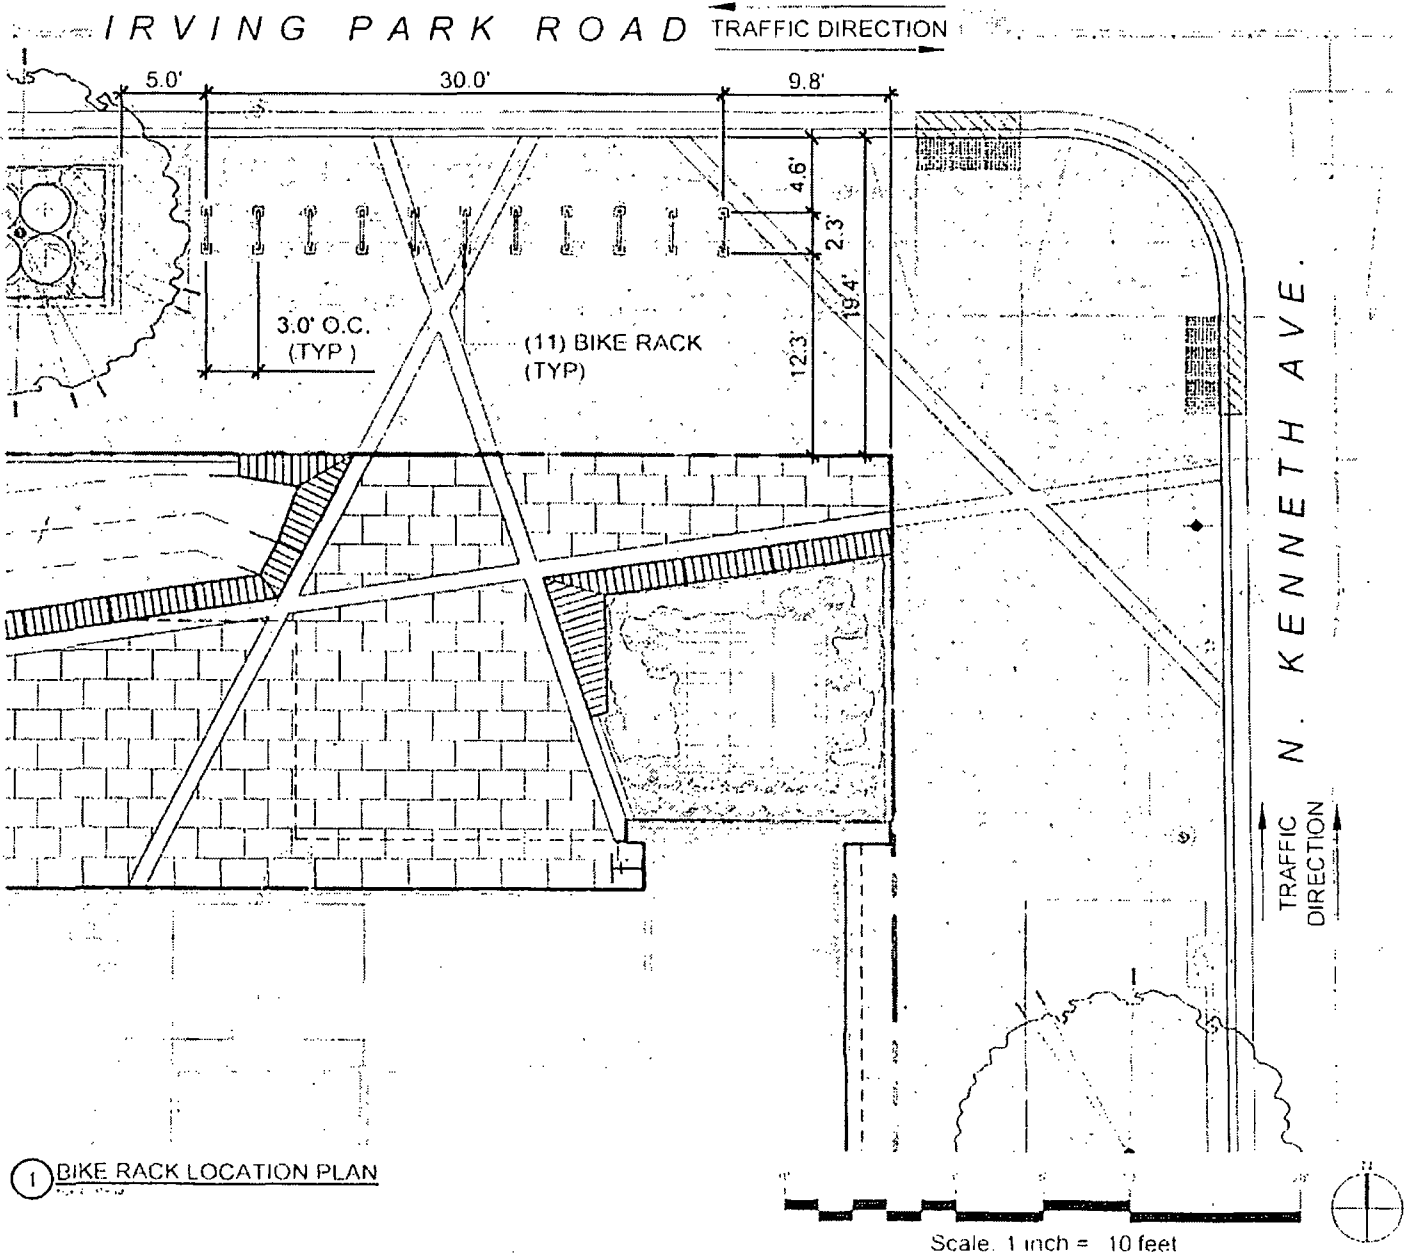 IRVING PARK ROAD
TRAFFIC DIRECTION
5.0'
30.0'
9.8'
4.6'
2.3'
19.4'
12.3'
3.0' O.C.
(TYP )
(11) BIKE RACK
(TYP)
N. KENNETH AVE.
TRAFFIC
DIRECTION
1
BIKE RACK LOCATION PLAN
Scale. 1 inch = 10 feet